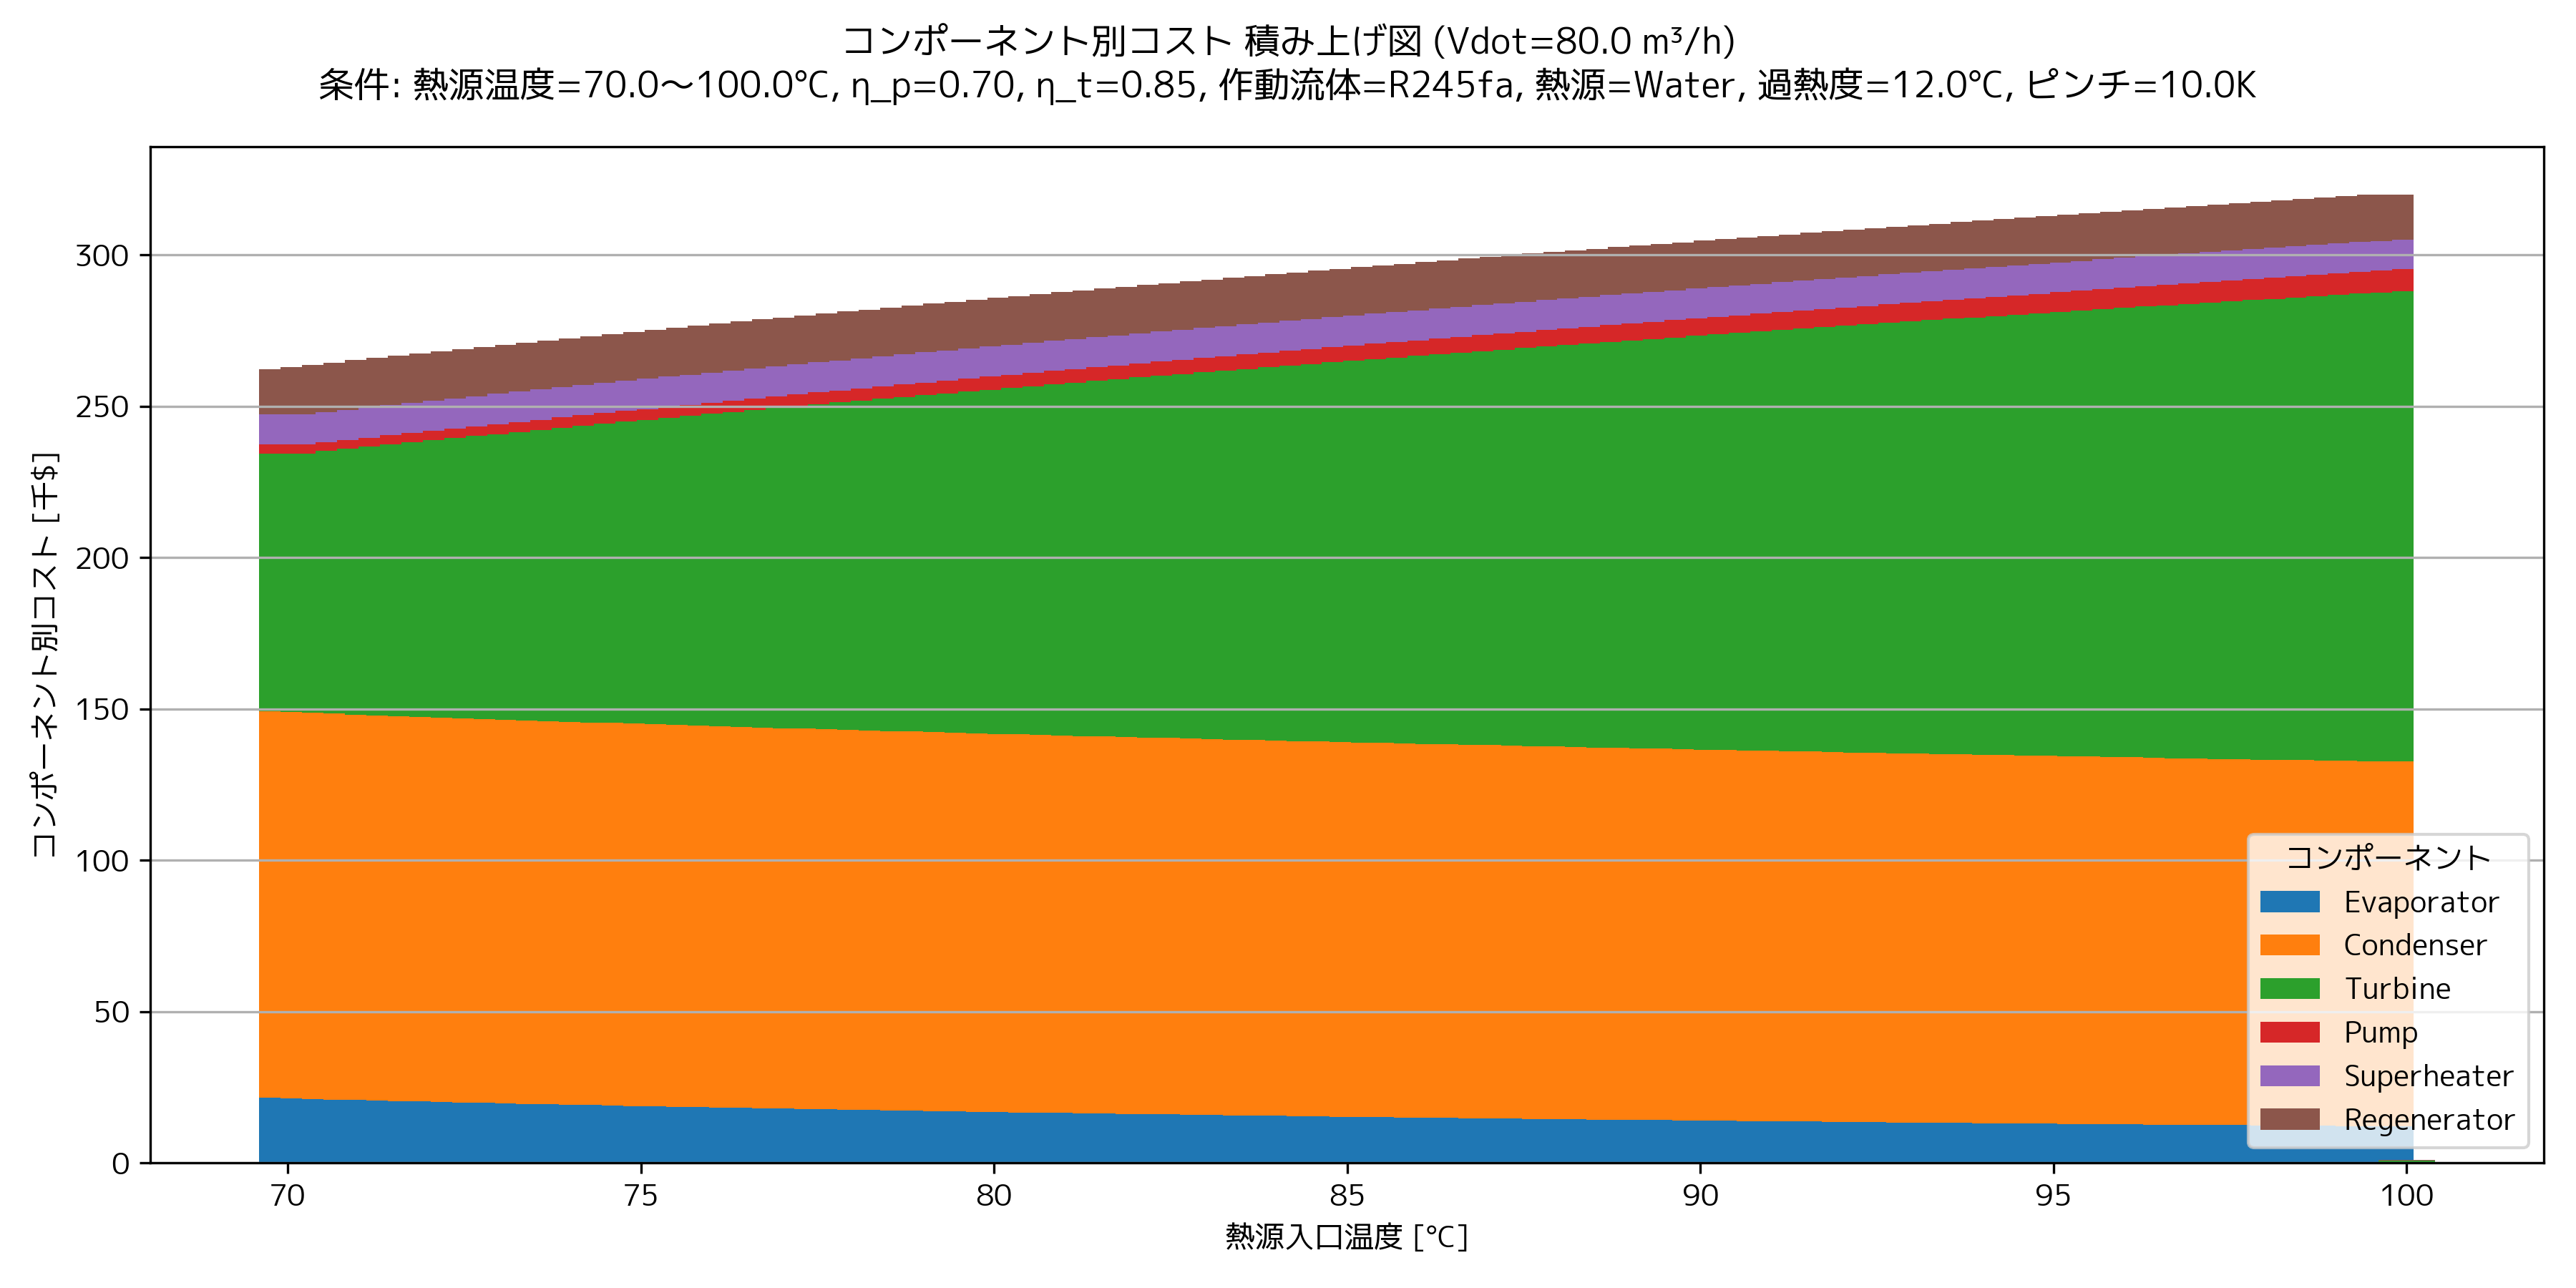 コンポーネント別コスト 積み上げ図 (Vdot=80.0 m³/h)
条件: 熱源温度=70.0〜100.0℃, η_p=0.70, η_t=0.85, 作動流体=R245fa, 熱源=Water, 過熱度=12.0℃, ピンチ=10.0K
コンポーネント別コスト [千$]
300
250
200
150
100
50
0
コンポーネント
Evaporator
Condenser
Turbine
Pump
Superheater
Regenerator
70 75 80 85 90 95 100
熱源入口温度 [℃]